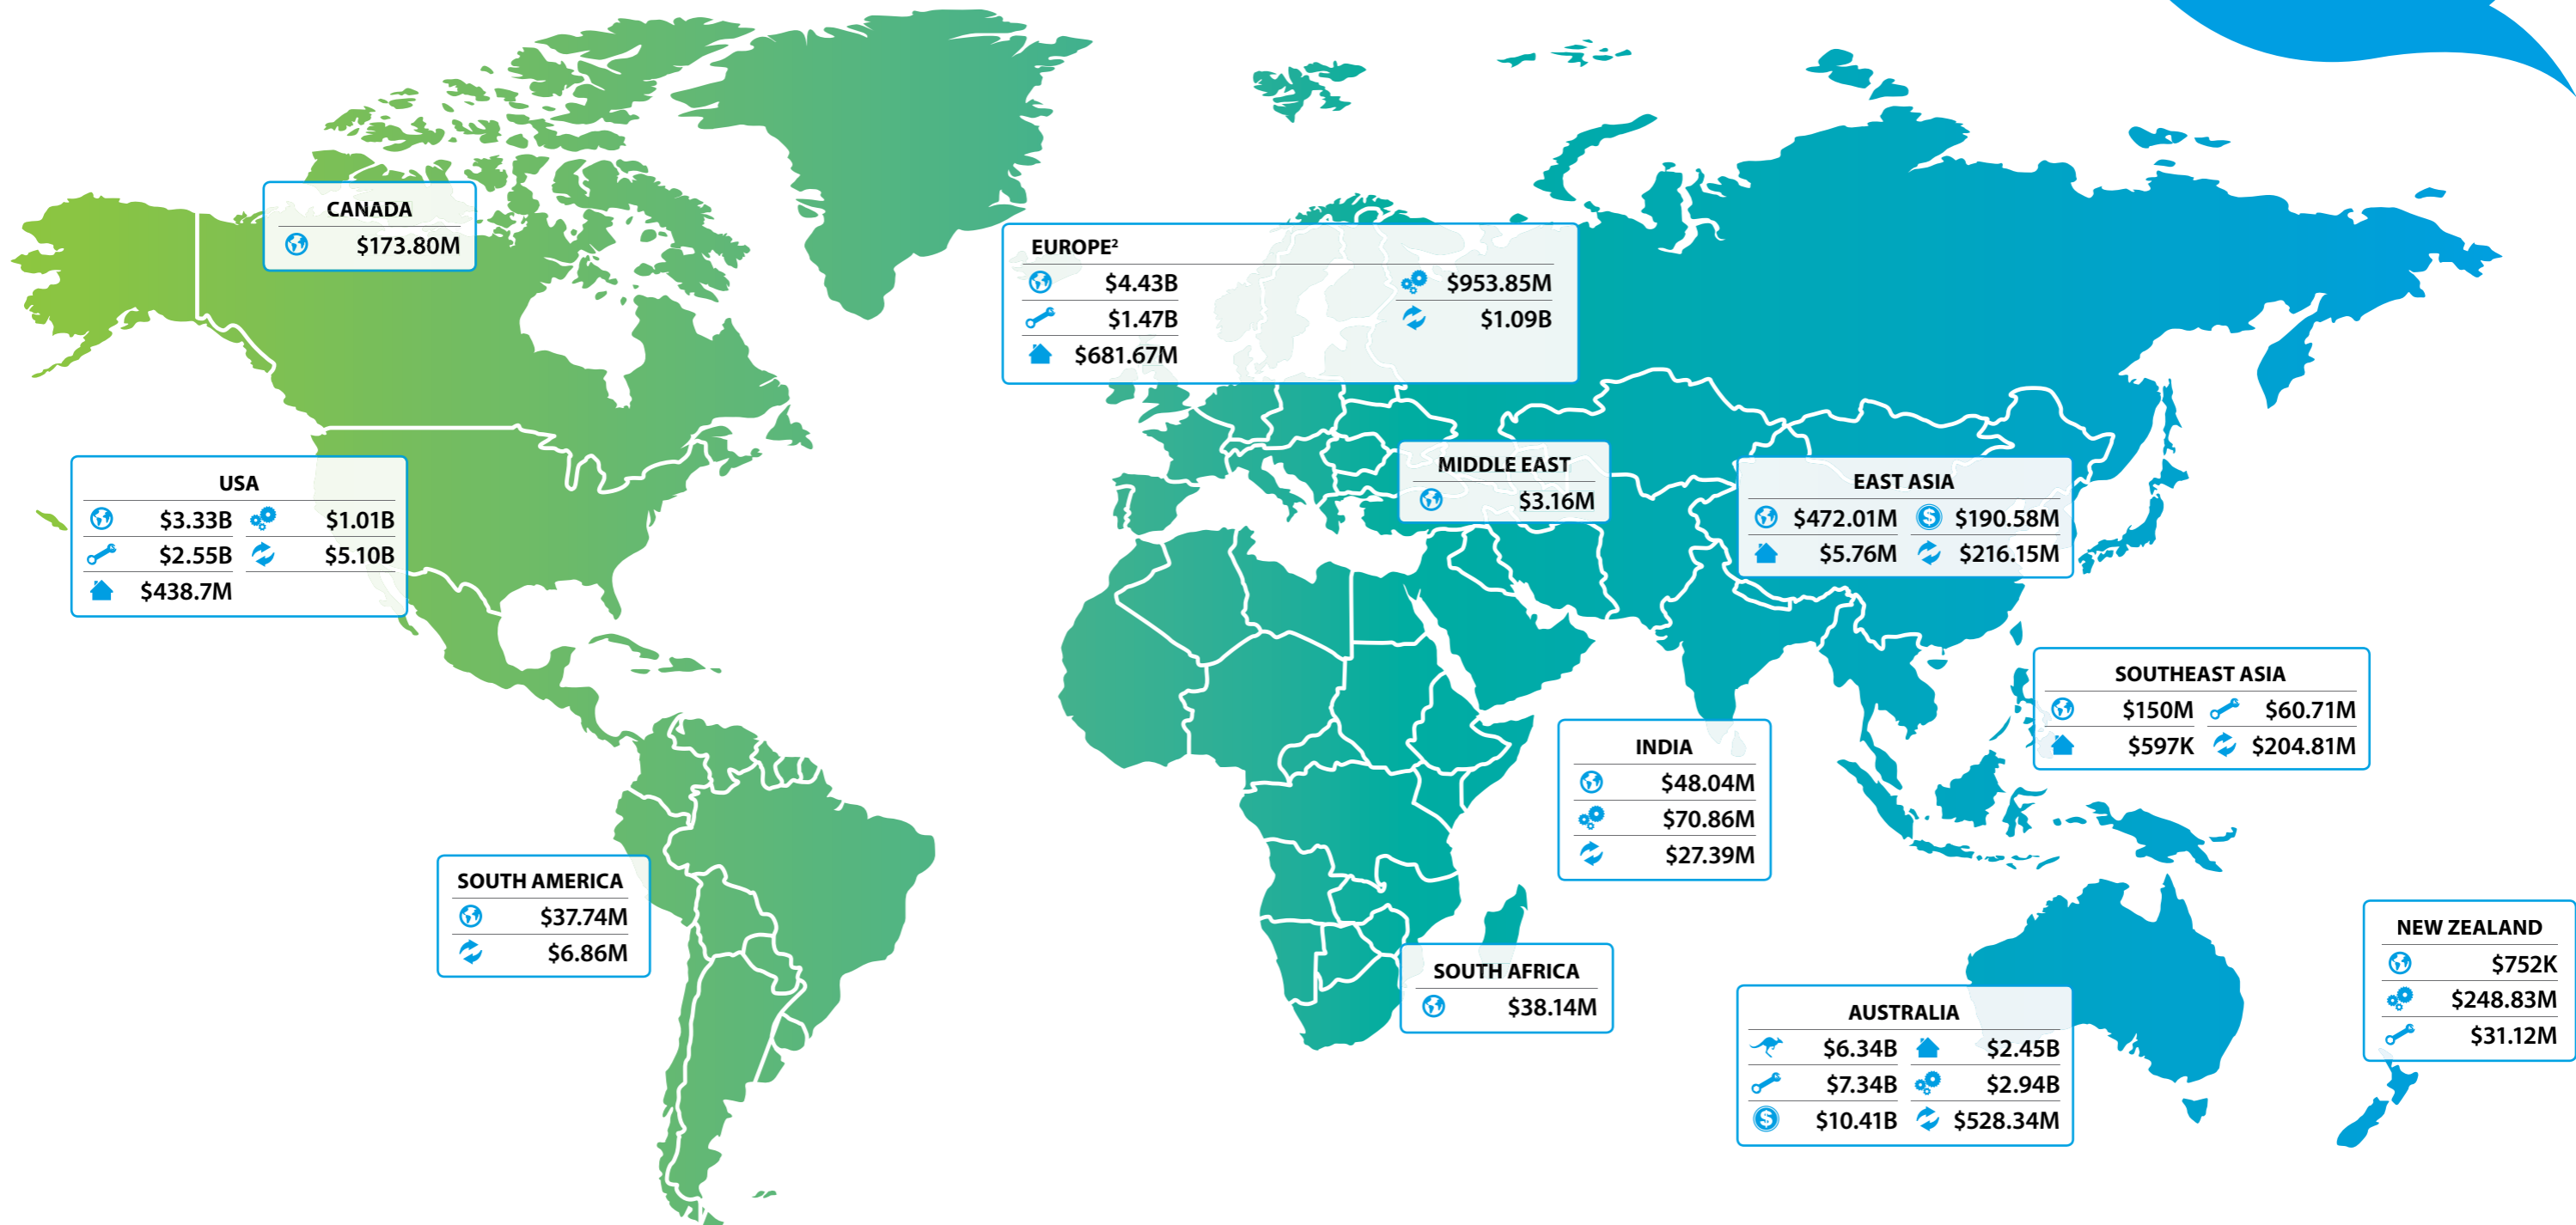 CANADA
$173.80M
EUROPE²
$4.43B $953.85M
$1.47B $1.09B
$681.67M
USA
$3.33B $1.01B
$2.55B $5.10B
$438.7M
MIDDLE EAST
$3.16M
EAST ASIA
$472.01M $190.58M
$5.76M $216.15M
SOUTHEAST ASIA
$150M $60.71M
$597K $204.81M
INDIA
$48.04M
$70.86M
$27.39M
SOUTH AMERICA
$37.74M
$6.86M
SOUTH AFRICA
$38.14M
AUSTRALIA
$6.34B $2.45B
$7.34B $2.94B
$10.41B $528.34M
NEW ZEALAND
$752K
$248.83M
$31.12M